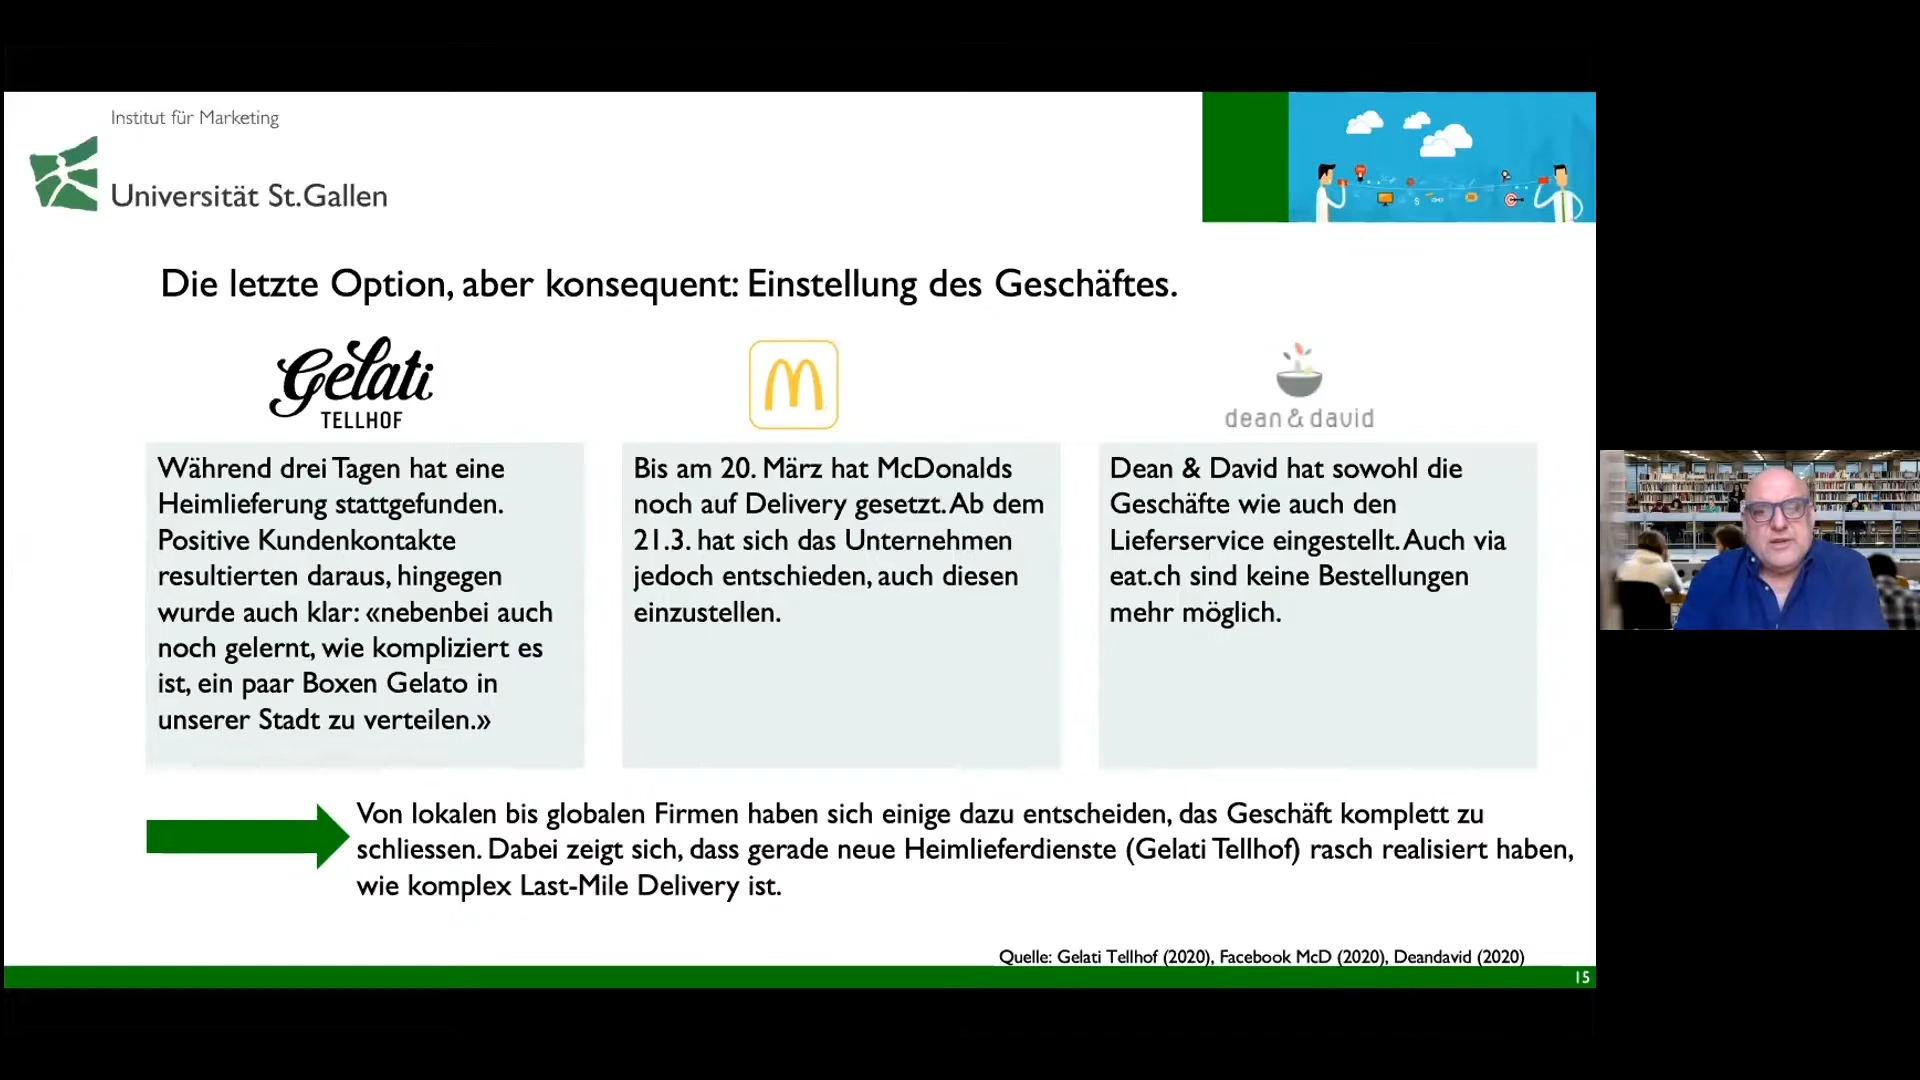 Institut für Marketing
Universität St.Gallen
Die letzte Option, aber konsequent: Einstellung des Geschäftes.
Gelati
TELLHOF
Während drei Tagen hat eine
Heimlieferung stattgefunden.
Positive Kundenkontakte
resultierten daraus, hingegen
wurde auch klar: «nebenbei auch
noch gelernt, wie kompliziert es
ist, ein paar Boxen Gelato in
unserer Stadt zu verteilen.»
M
Bis am 20. März hat McDonalds
noch auf Delivery gesetzt. Ab dem
21.3. hat sich das Unternehmen
jedoch entschieden, auch diesen
einzustellen.
dean & david
Dean & David hat sowohl die
Geschäfte wie auch den
Lieferservice eingestellt. Auch via
eat.ch sind keine Bestellungen
mehr möglich.
Von lokalen bis globalen Firmen haben sich einige dazu entscheiden, das Geschäft komplett zu
schliessen. Dabei zeigt sich, dass gerade neue Heimlieferdienste (Gelati Tellhof) rasch realisiert haben,
wie komplex Last-Mile Delivery ist.
Quelle: Gelati Tellhof (2020), Facebook McD (2020), Deandavid (2020)
15